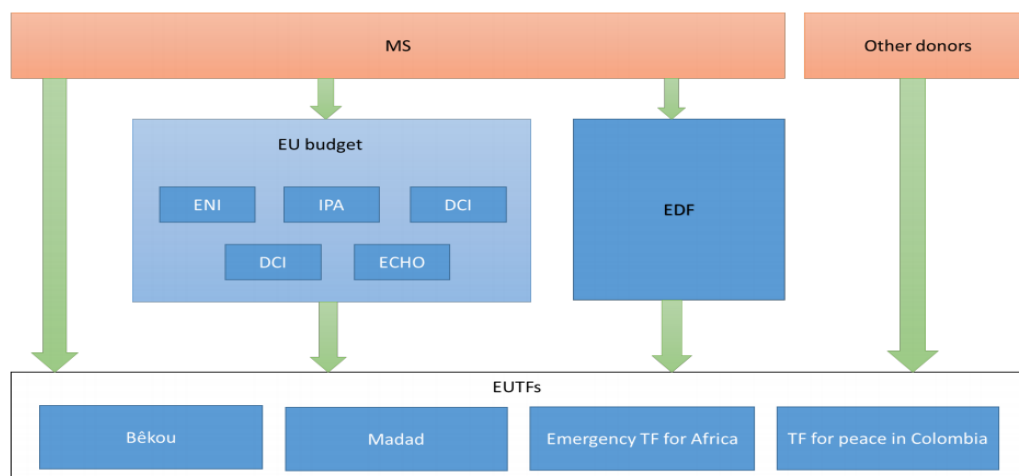 MS
Other donors
EU budget
ENI
IPA
DCI
EDF
DCI
ECHO
EUTFs
Bêkou
Madad
Emergency TF for Africa
TF for peace in Colombia